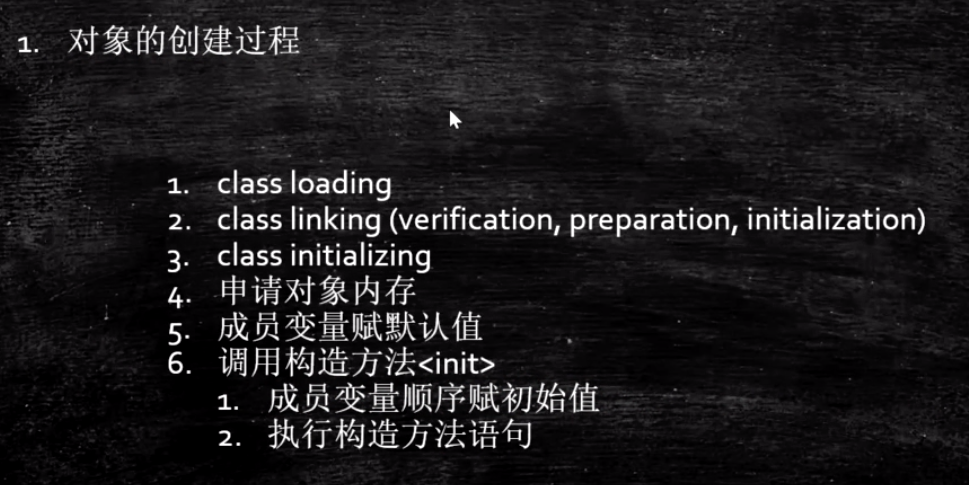 1. 对象的创建过程
1. class loading
2. class linking (verification, preparation, initialization)
3. class initializing
4. 申请对象内存
5. 成员变量赋默认值
6. 调用构造方法<init>
1. 成员变量顺序赋初始值
2. 执行构造方法语句